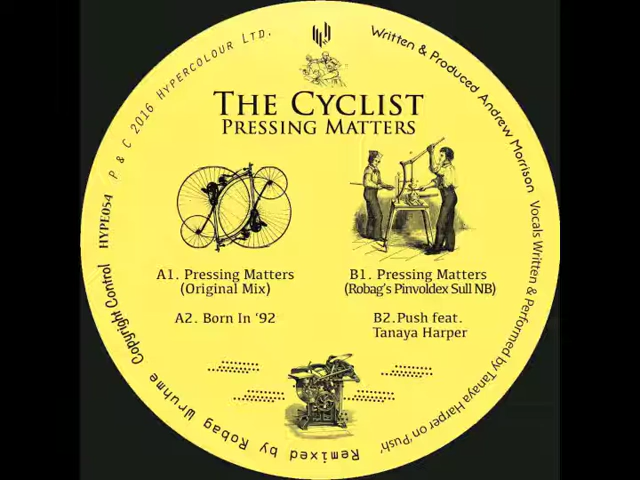 THE CYCLIST
PRESSING MATTERS
A1. Pressing Matters
(Original Mix)
A2. Born In ‘92
B1. Pressing Matters
(Robag's Pinvoldex Sull NB)
B2.Push feat.
Tanaya Harper
HYPE054 P & C 2016 HYPERCOLOUR LTD.
Written & Produced Andrew Morrison Vocals Written & Performed by Tanaya Harper on 'Push'
Remixed by Robag Wruhme Copyright Control